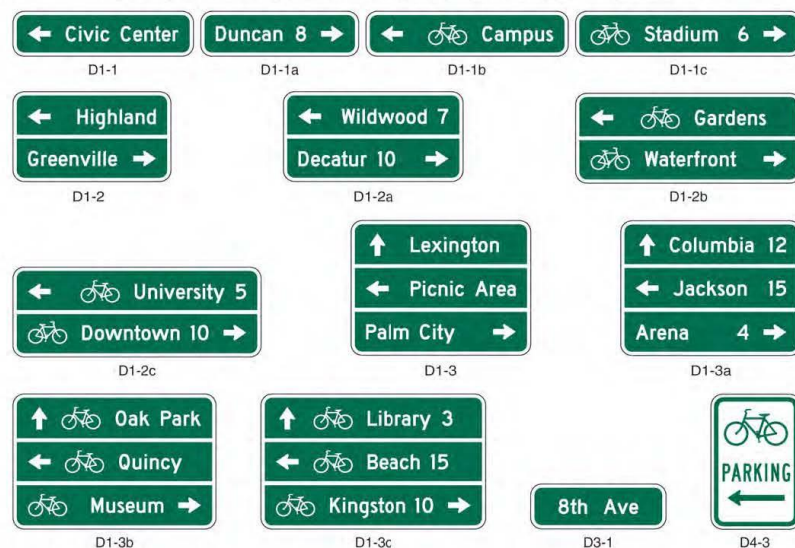 Civic Center
D1-1
Duncan 8
D1-1a
Campus
D1-1b
Stadium 6
D1-1c
Highland
Greenville
D1-2
Wildwood 7
Decatur 10
D1-2a
Gardens
Waterfront
D1-2b
University 5
Downtown 10
D1-2c
Lexington
Picnic Area
Palm City
D1-3
Columbia 12
Jackson 15
Arena 4
D1-3a
Oak Park
Quincy
Museum
D1-3b
Library 3
Beach 15
Kingston 10
D1-3c
8th Ave
D3-1
PARKING
D4-3